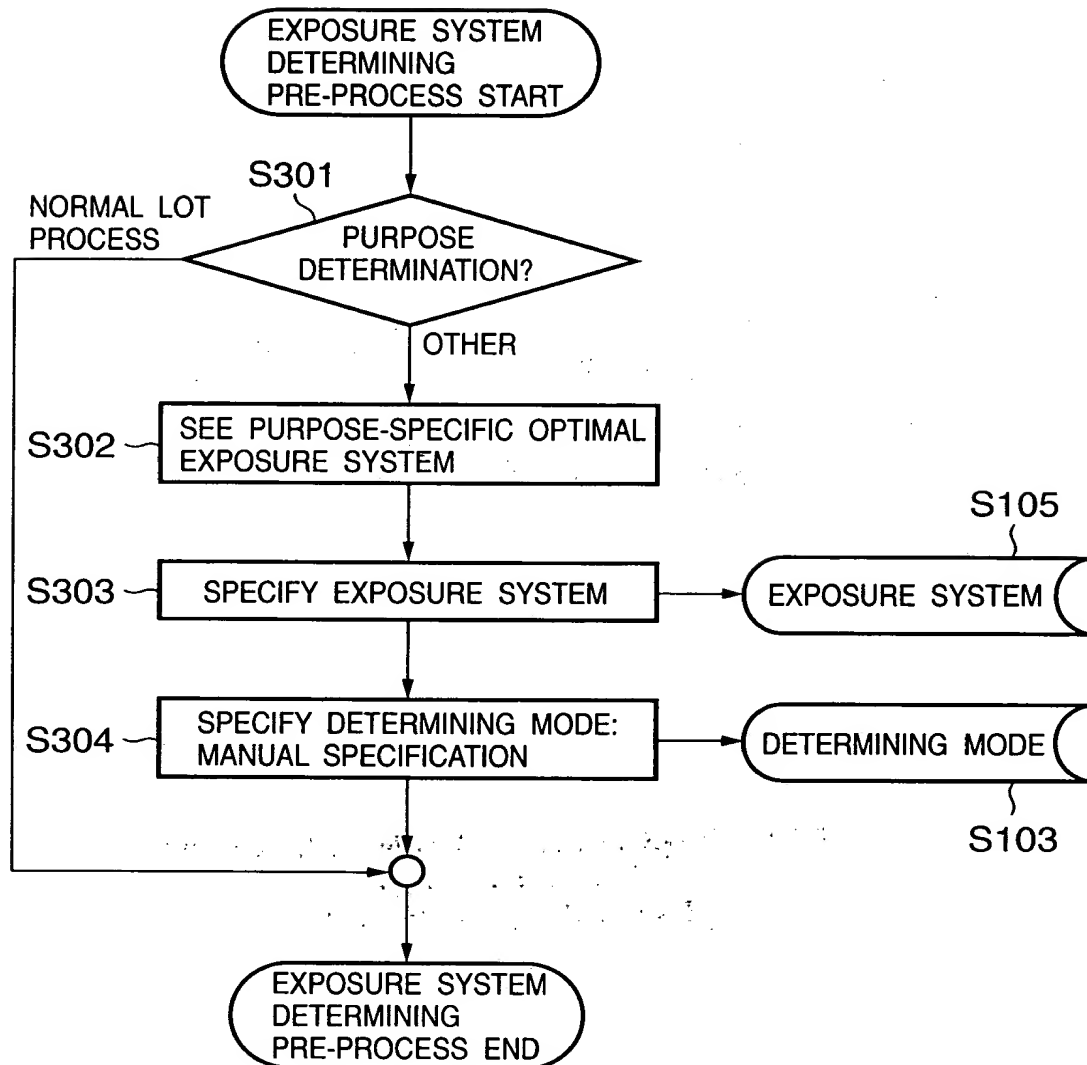 EXPOSURE SYSTEM
DETERMINING
PRE-PROCESS START
S301
NORMAL LOT
PROCESS
PURPOSE
DETERMINATION?
OTHER
S302
SEE PURPOSE-SPECIFIC OPTIMAL
EXPOSURE SYSTEM
S105
S303
SPECIFY EXPOSURE SYSTEM
EXPOSURE SYSTEM
S304
SPECIFY DETERMINING MODE:
MANUAL SPECIFICATION
DETERMINING MODE
S103
EXPOSURE SYSTEM
DETERMINING
PRE-PROCESS END